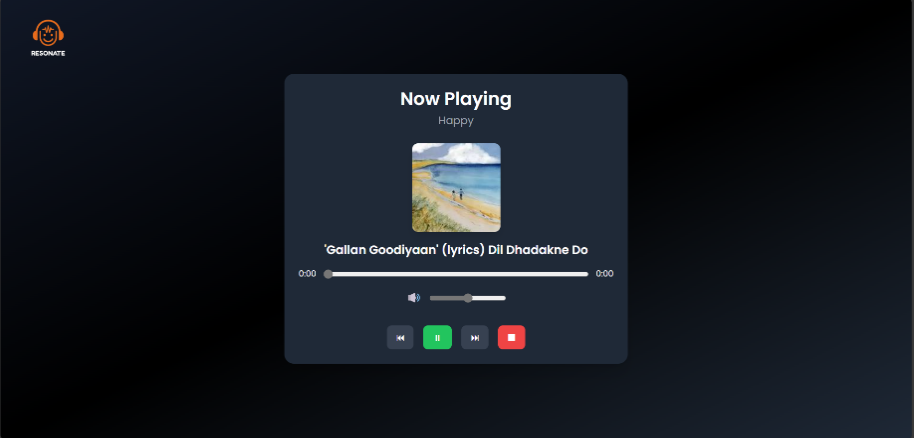 RESONATE
Now Playing
Happy
'Gallan Goodiyaan' (lyrics) Dil Dhadakne Do
0:00 0:00